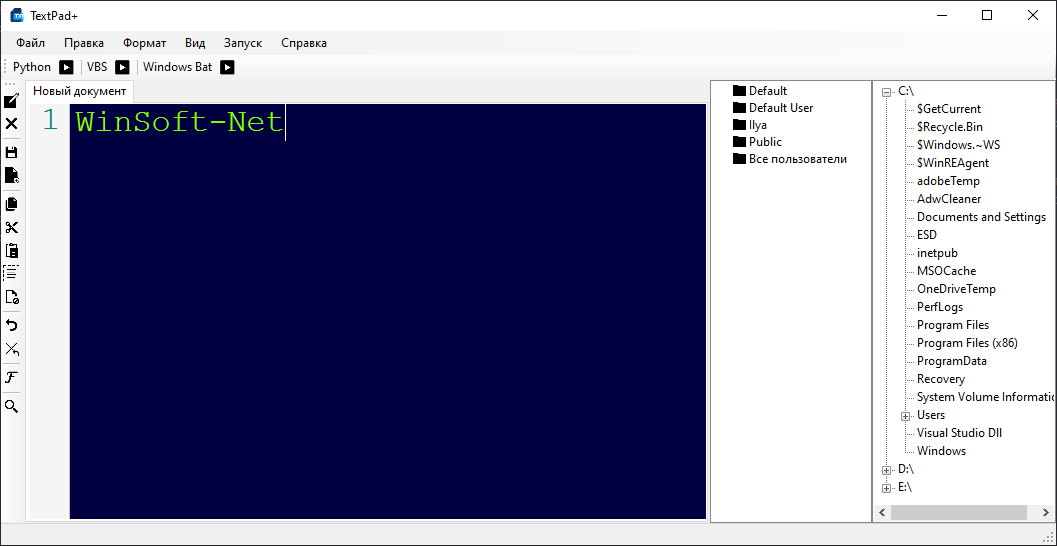 TextPad+
Файл Правка Формат Вид Запуск Справка
Python VBS Windows Bat
Новый документ
1 WinSoft-Net
Default
Default User
Ilya
Public
Все пользователи
C:\
$GetCurrent
$Recycle.Bin
$Windows.~WS
$WinREAgent
adobeTemp
AdwCleaner
Documents and Settings
ESD
inetpub
MSOCache
OneDriveTemp
PerfLogs
Program Files
Program Files (x86)
ProgramData
Recovery
System Volume Informatic
Users
Visual Studio Dll
Windows
D:\
E:\